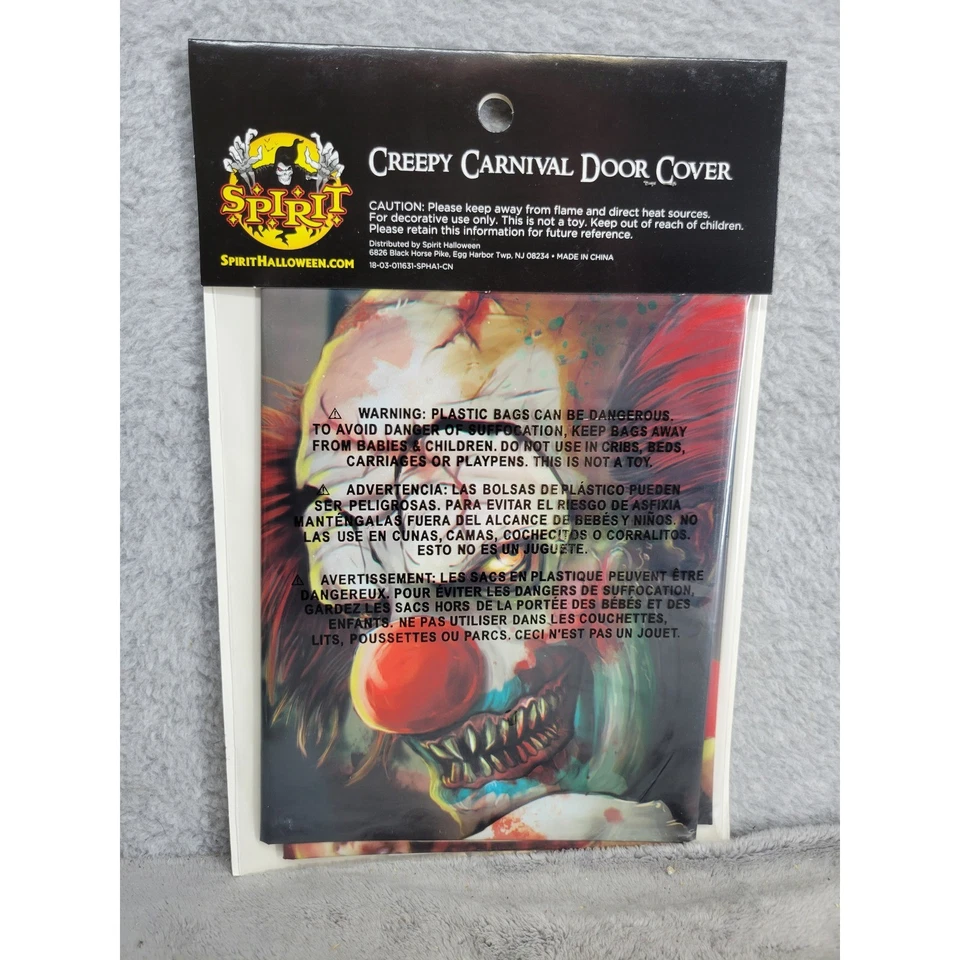 SPIRIT
SPIRITHALLOWEEN.COM
CREEPY CARNIVAL DOOR COVER
CAUTION: Please keep away from flame and direct heat sources.
For decorative use only. This is not a toy. Keep out of reach of children.
Please retain this information for future reference.
Distributed by Spirit Halloween
6826 Black Horse Pike, Egg Harbor Twp, NJ 08234 • MADE IN CHINA
18-03-011631-SPHA1-CN
⚠ WARNING: PLASTIC BAGS CAN BE DANGEROUS.
TO AVOID DANGER OF SUFFOCATION, KEEP BAGS AWAY
FROM BABIES & CHILDREN. DO NOT USE IN CRIBS, BEDS,
CARRIAGES OR PLAYPENS. THIS IS NOT A TOY.
⚠ ADVERTENCIA: LAS BOLSAS DE PLÁSTICO PUEDEN
SER PELIGROSAS. PARA EVITAR EL RIESGO DE ASFIXIA
MANTÉNGALAS FUERA DEL ALCANCE DE BEBÉS Y NIÑOS. NO
LAS USE EN CUNAS, CAMAS, COCHECITOS O CORRALITOS.
ESTO NO ES UN JUGUETE.
⚠ AVERTISSEMENT: LES SACS EN PLASTIQUE PEUVENT ÊTRE
DANGEREUX. POUR ÉVITER LES DANGERS DE SUFFOCATION,
GARDEZ LES SACS HORS DE LA PORTÉE DES BÉBÉS ET DES
ENFANTS. NE PAS UTILISER DANS LES COUCHETTES,
LITS, POUSSETTES OU PARCS. CECI N'EST PAS UN JOUET.